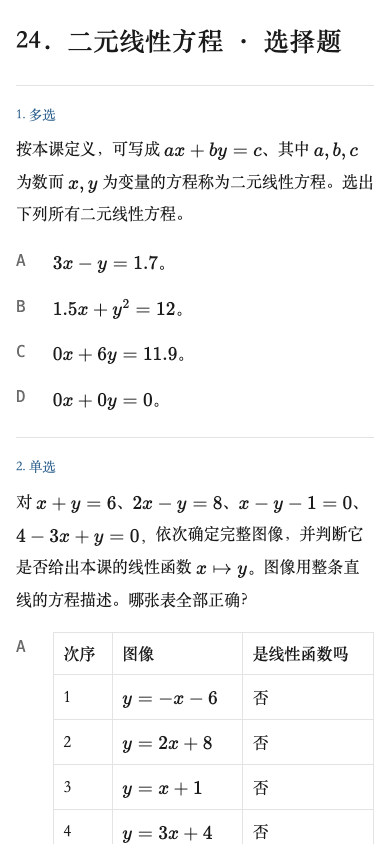 24. 二元线性方程 · 选择题
1. 多选
按本课定义，可写成 ax + by = c、其中 a, b, c
为数而 x, y 为变量的方程称为二元线性方程。选出
下列所有二元线性方程。
A 3x − y = 1.7。
B 1.5x + y² = 12。
C 0x + 6y = 11.9。
D 0x + 0y = 0。
2. 单选
对 x + y = 6、2x − y = 8、x − y − 1 = 0、
4 − 3x + y = 0，依次确定完整图像，并判断它
是否给出本课的线性函数 x ↦ y。图像用整条直
线的方程描述。哪张表全部正确？
A 次序 图像 是线性函数吗
1 y = −x − 6 否
2 y = 2x + 8 否
3 y = x + 1 否
4 y = 3x + 4 否